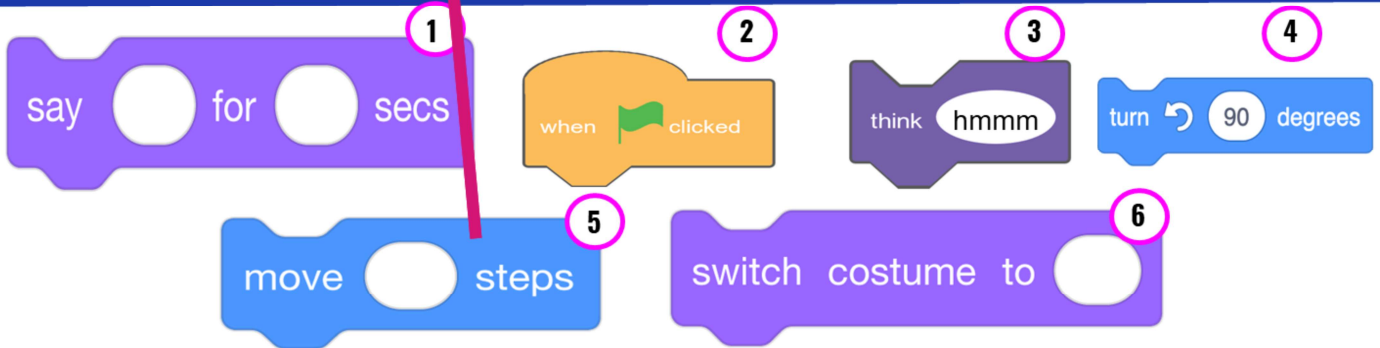 1
say for secs
2
when clicked
3
think hmmm
4
turn 90 degrees
5
move steps
6
switch costume to